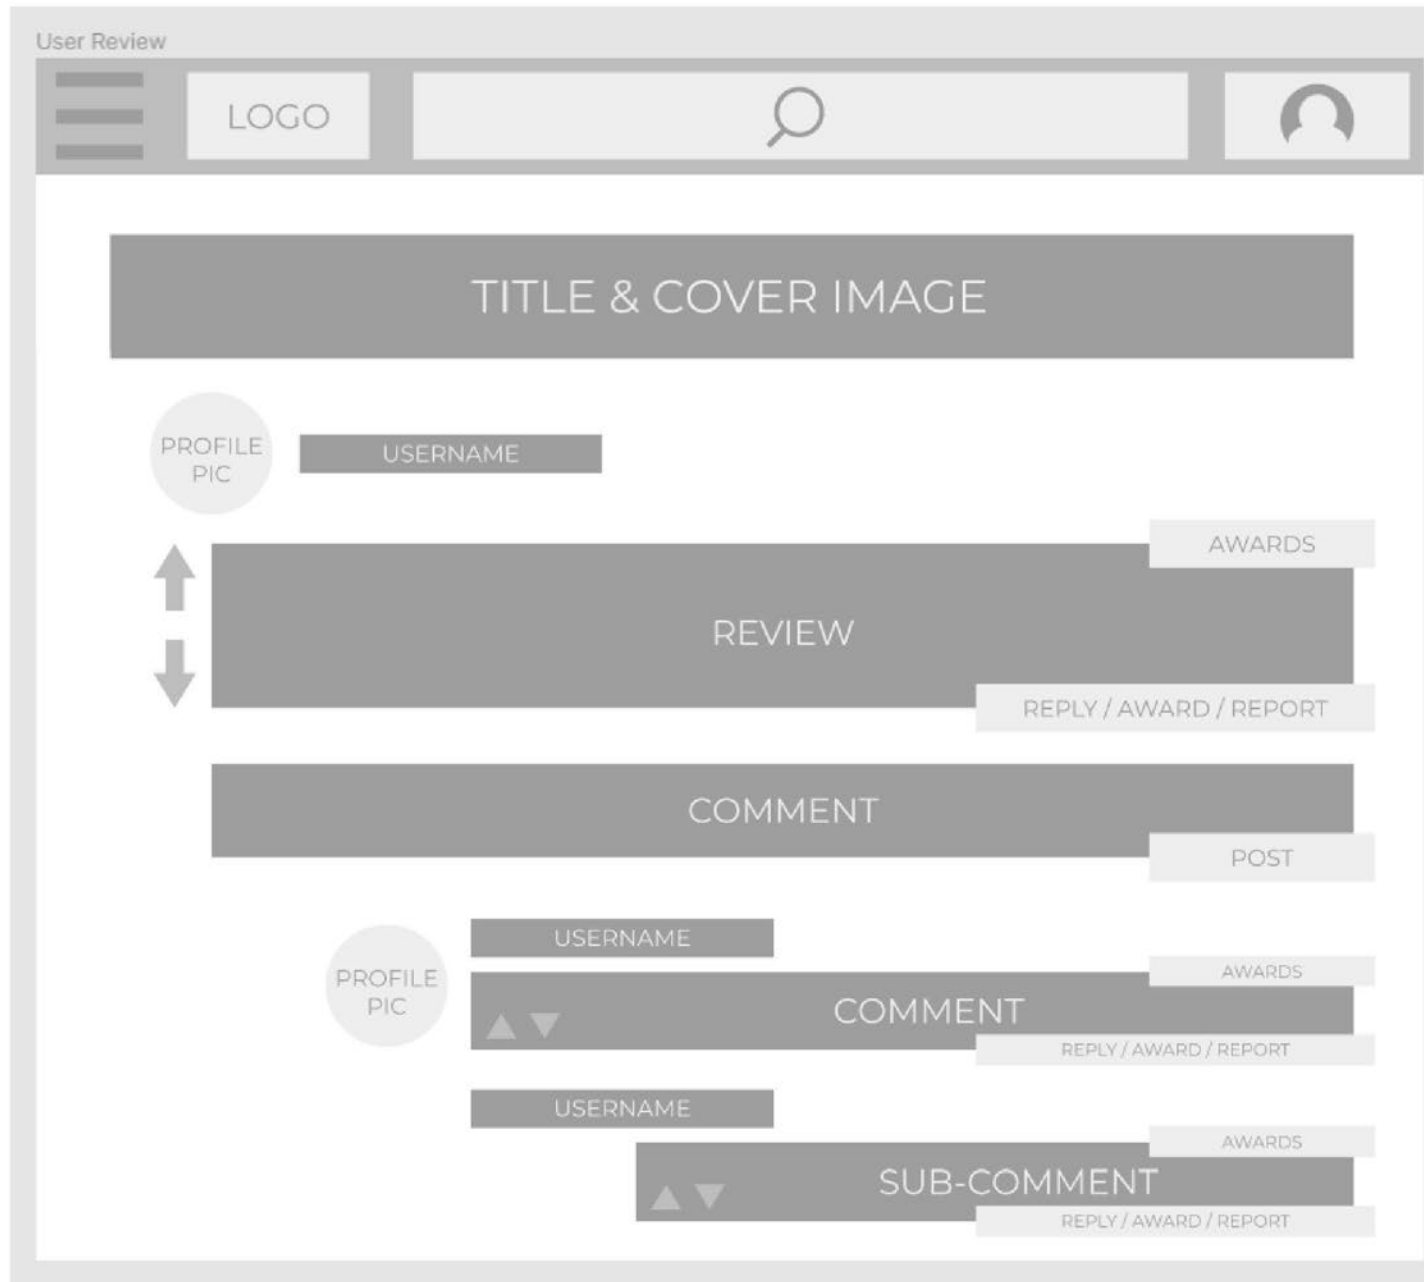 User Review
LOGO
TITLE & COVER IMAGE
PROFILE
PIC
USERNAME
AWARDS
REVIEW
REPLY / AWARD / REPORT
COMMENT
POST
USERNAME
PROFILE
PIC
AWARDS
COMMENT
REPLY / AWARD / REPORT
USERNAME
AWARDS
SUB-COMMENT
REPLY / AWARD / REPORT